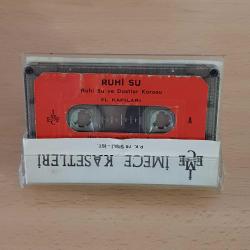 RUHİ SU
Ruhi Su ve Dostlar Korosu
EL KAPILARI
A
İMECE KASETLERİ
P.K. 78 ŞİŞLİ - İST.